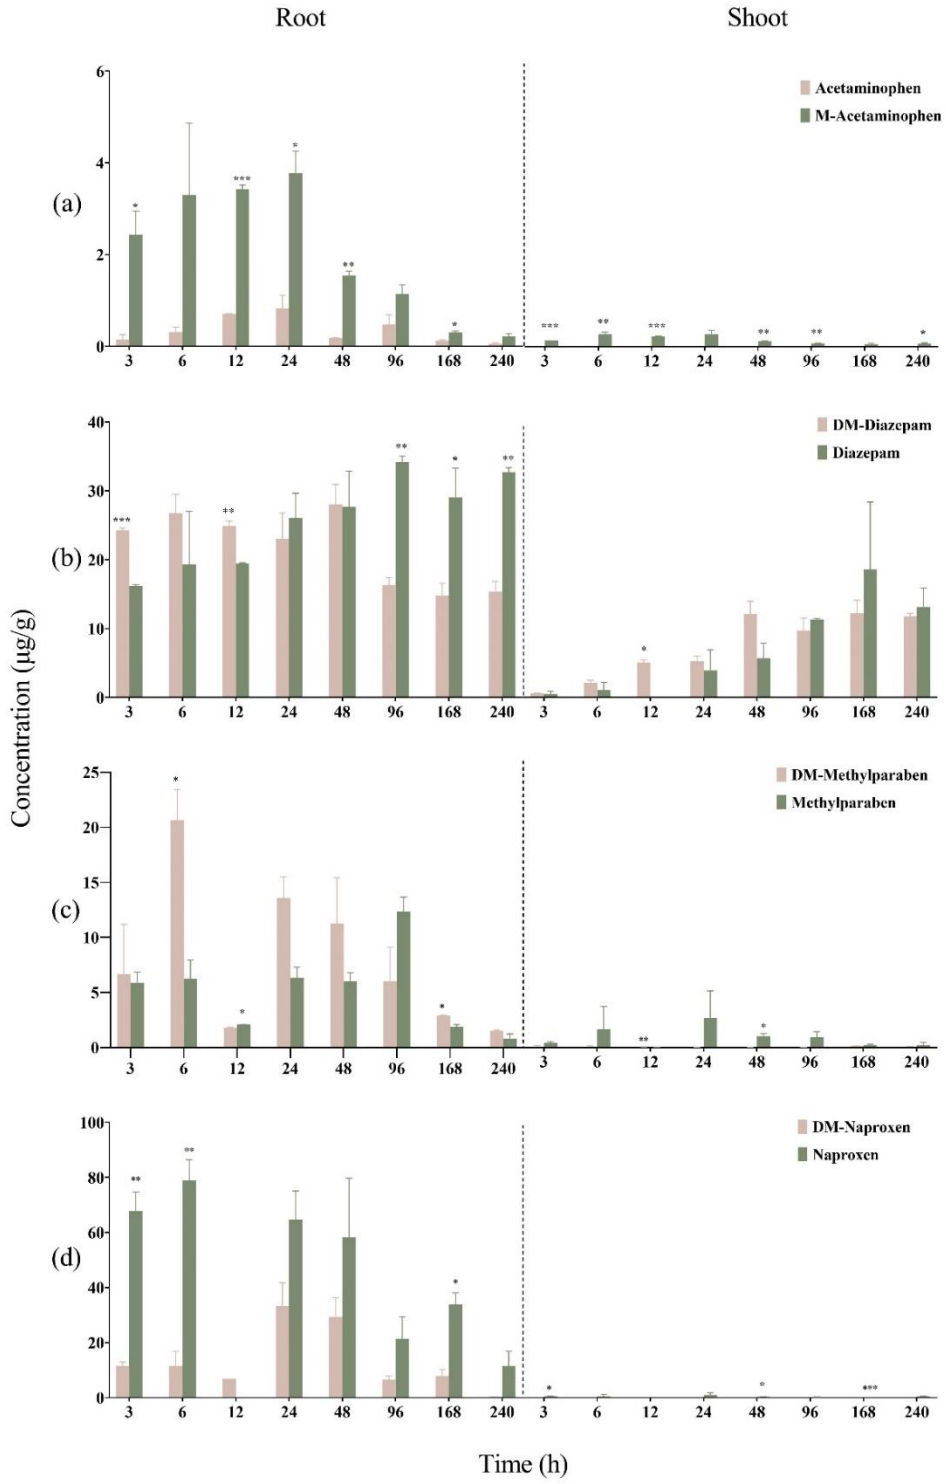 Root Shoot
6
4
2
0
(a)
* *** * ** * *** ** *** ** ** *
Acetaminophen
M-Acetaminophen
3 6 12 24 48 96 168 240 3 6 12 24 48 96 168 240
40
30
20
10
0
(b)
*** ** ** * ** *
DM-Diazepam
Diazepam
3 6 12 24 48 96 168 240 3 6 12 24 48 96 168 240
Concentration (µg/g)
25
20
15
10
5
0
(c)
* * * ** *
DM-Methylparaben
Methylparaben
3 6 12 24 48 96 168 240 3 6 12 24 48 96 168 240
100
80
60
40
20
0
(d)
** ** * * * ***
DM-Naproxen
Naproxen
3 6 12 24 48 96 168 240 3 6 12 24 48 96 168 240
Time (h)